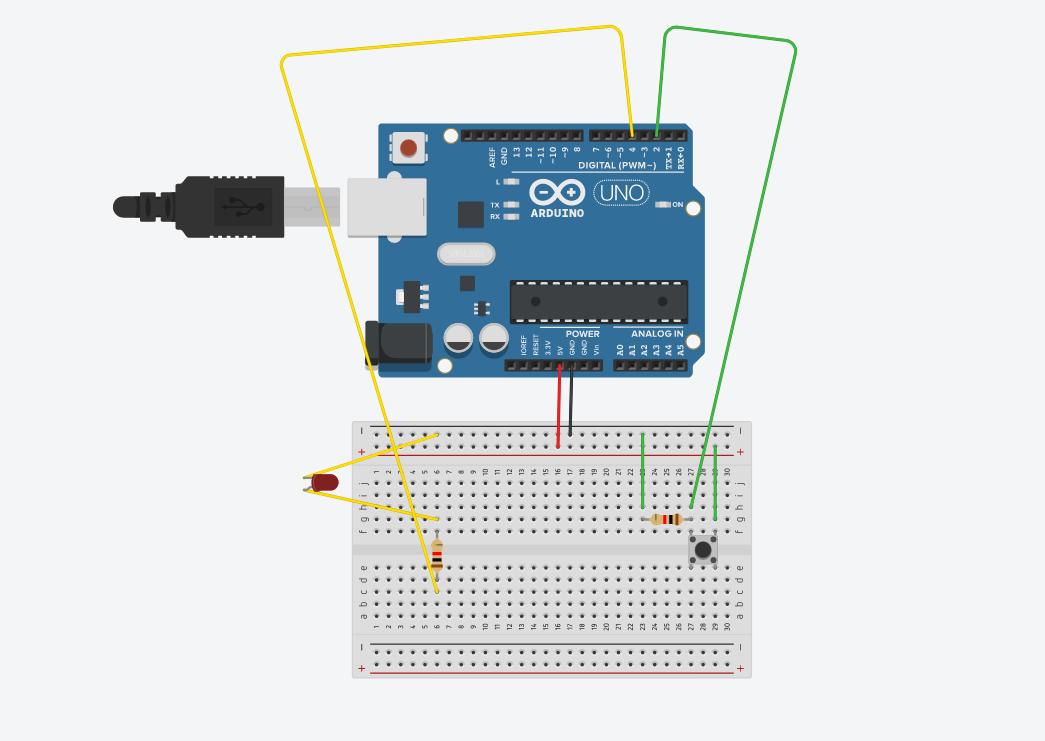 AREF
GND
13
12
~11
~10
~9
8
7
~6
~5
4
~3
2
TX→1
RX←0
DIGITAL (PWM~)
L
TX
RX
ARDUINO
UNO
ON
POWER
ANALOG IN
IOREF
RESET
3.3V
5V
GND
GND
Vin
A0
A1
A2
A3
A4
A5
− −
+ +
1 2 3 4 5 6 7 8 9 10 11 12 13 14 15 16 17 18 19 20 21 22 23 24 25 26 27 28 29 30
j j
i i
h h
g g
f f
e e
d d
c c
b b
a a
1 2 3 4 5 6 7 8 9 10 11 12 13 14 15 16 17 18 19 20 21 22 23 24 25 26 27 28 29 30
− −
+ +